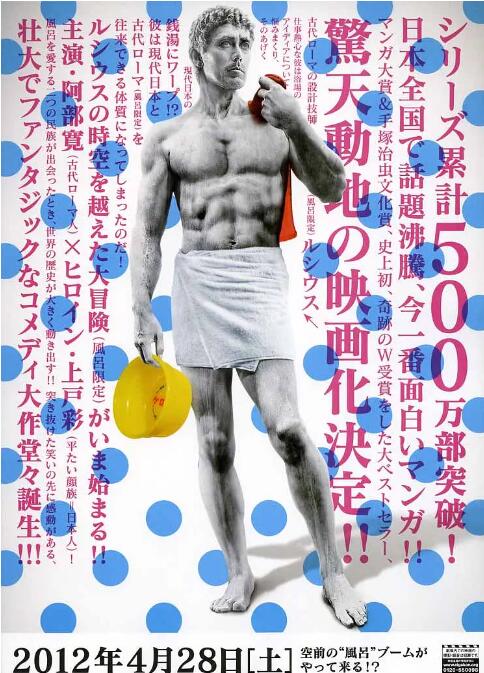 シリーズ累計500万部突破!
日本全国で話題沸騰、今一番面白いマンガ!!
マンガ大賞&手塚治虫文化賞、史上初、奇跡のW受賞をした大ベストセラー、
驚天動地の映画化決定!!
古代ローマの設計技師
(風呂限定)ルシウス
仕事熱心な彼は浴場の
アイディアについて
悩みまくり、
そのあげく
現代日本の
銭湯にワープ!?
彼は現代日本と
古代ローマ(風呂限定)を
往来できる体質になってしまったのだ!
ルシウスの時空を越えた大冒険(風呂限定)がいま始まる!!
主演・阿部寛(古代ローマ人)×ヒロイン・上戸彩(平たい顔族=日本人)!
風呂を愛する二つの民族が出会ったとき、世界の歴史が大きく動き出す!!突き抜けた笑いの先に感動がある、
壮大でファンタジックなコメディ大作堂々誕生!!!
2012年4月28日[土]
空前の“風呂”ブームが
やって来る!?